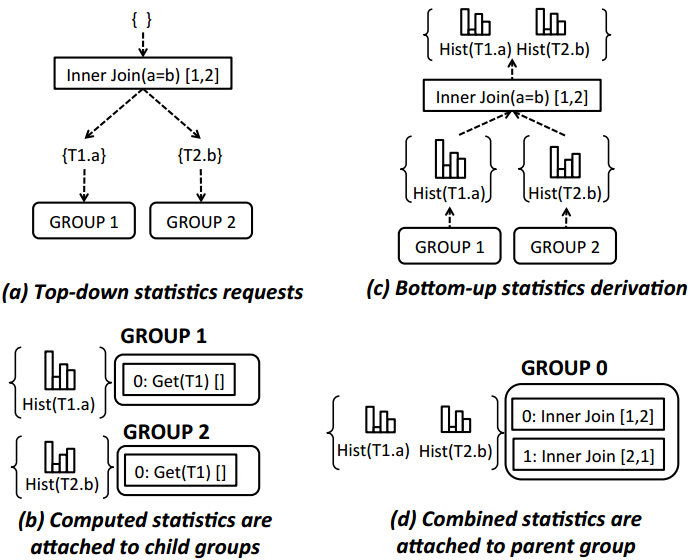 { }
Inner Join(a=b) [1,2]
{T1.a} {T2.b}
GROUP 1 GROUP 2
(a) Top-down statistics requests
Hist(T1.a) Hist(T2.b)
Inner Join(a=b) [1,2]
Hist(T1.a) Hist(T2.b)
GROUP 1 GROUP 2
(c) Bottom-up statistics derivation
GROUP 1
0: Get(T1) []
Hist(T1.a)
GROUP 2
0: Get(T1) []
Hist(T2.b)
(b) Computed statistics are
attached to child groups
GROUP 0
0: Inner Join [1,2]
1: Inner Join [2,1]
Hist(T1.a) Hist(T2.b)
(d) Combined statistics are
attached to parent group